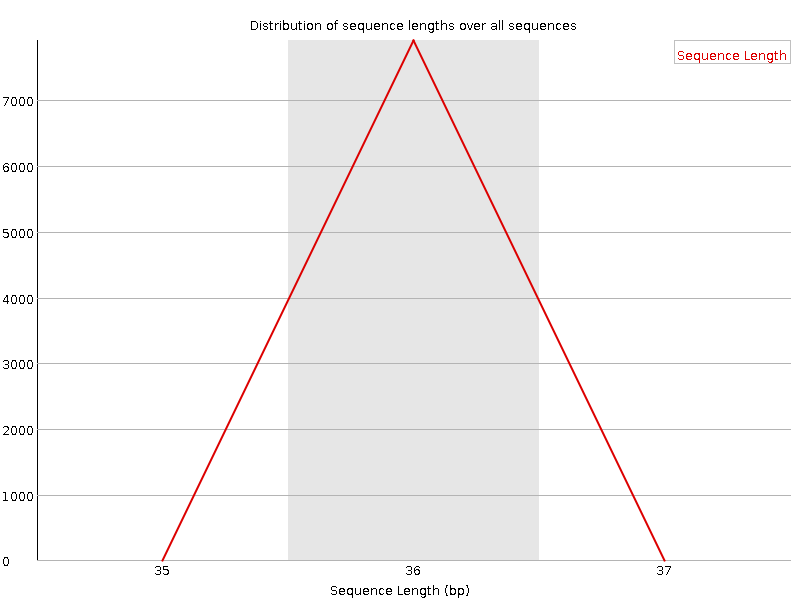 Distribution of sequence lengths over all sequences
Sequence Length
7000
6000
5000
4000
3000
2000
1000
0
35 36 37
Sequence Length (bp)